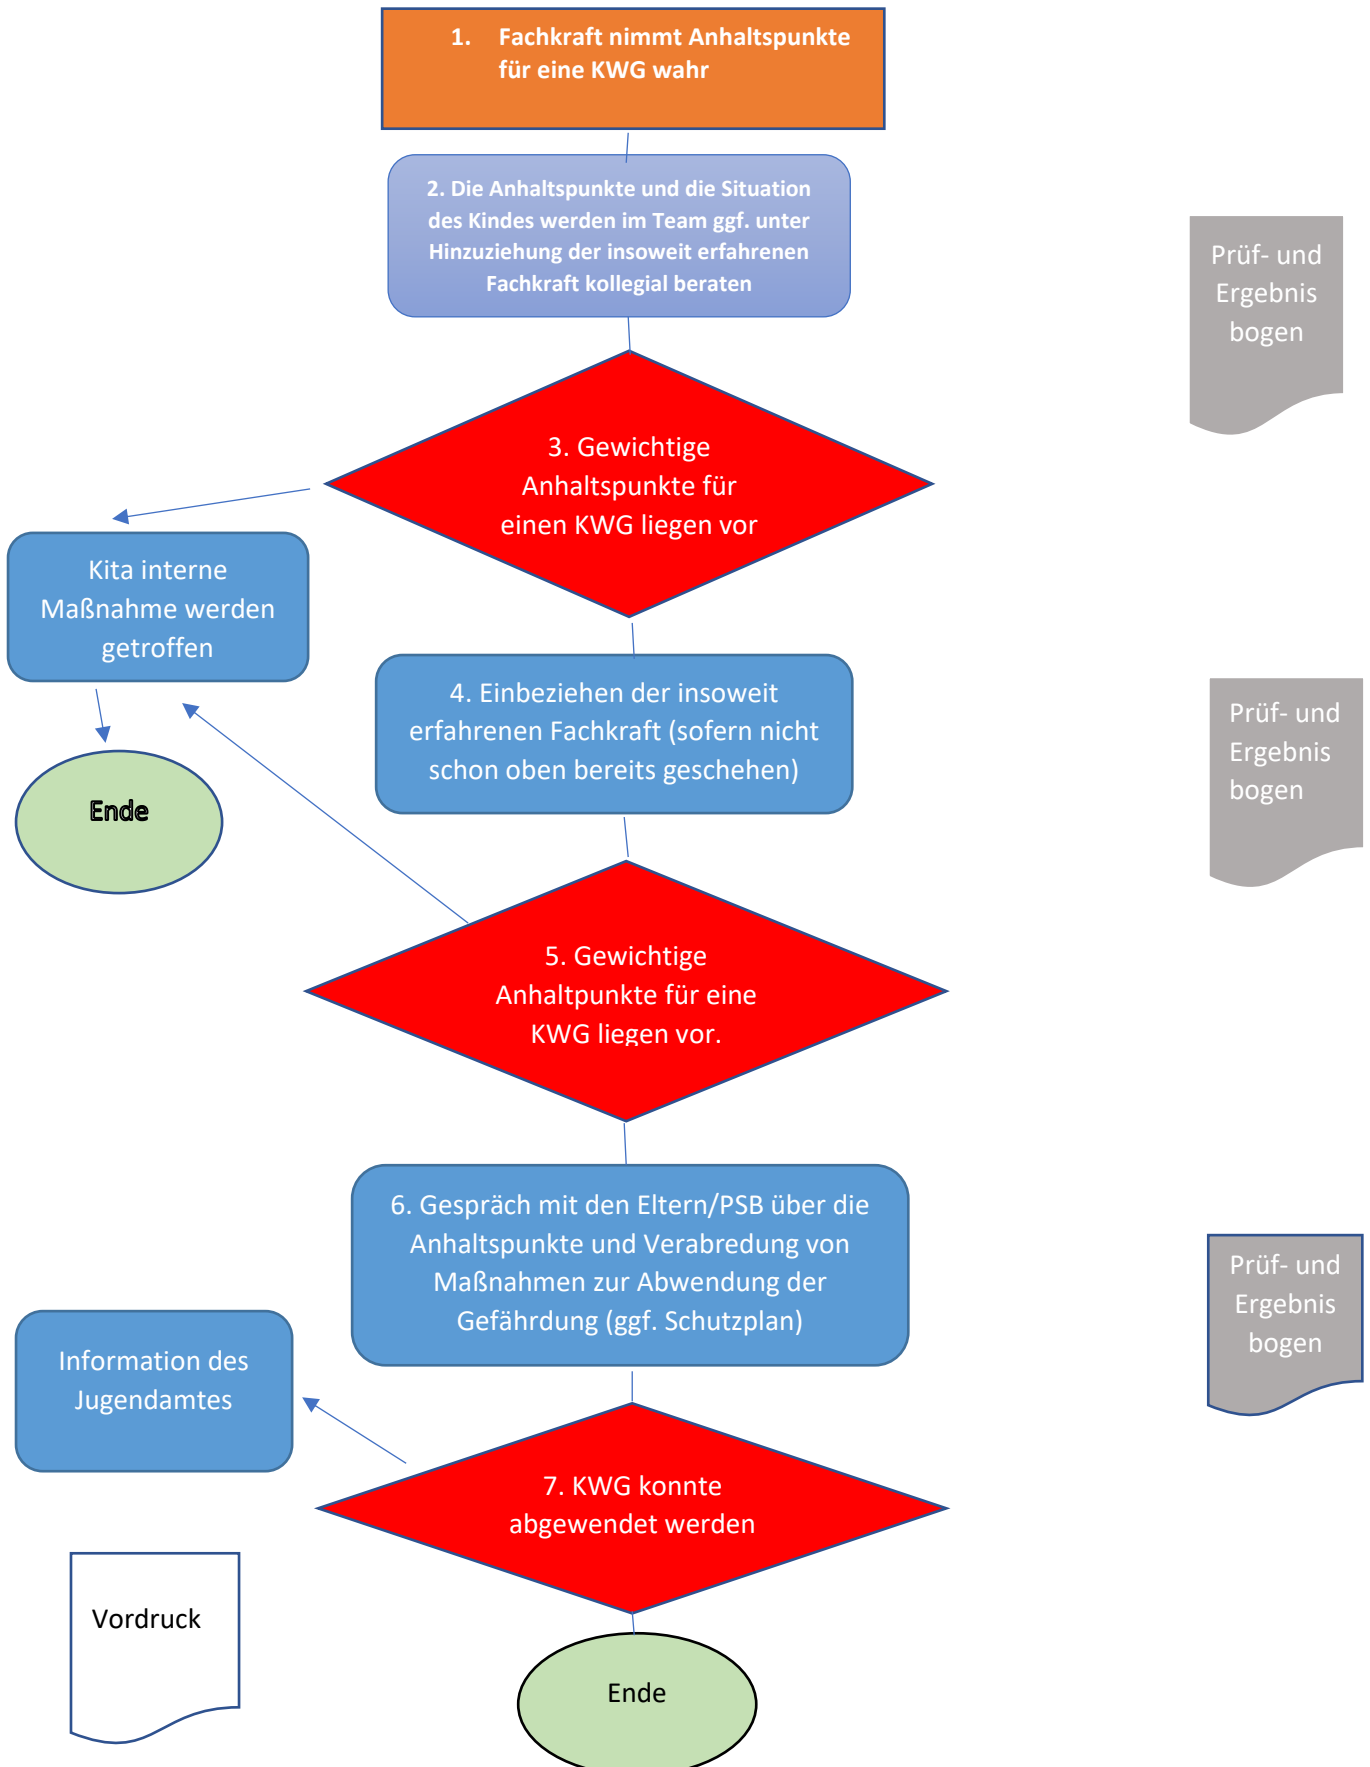 1. Fachkraft nimmt Anhaltspunkte
für eine KWG wahr
2. Die Anhaltspunkte und die Situation
des Kindes werden im Team ggf. unter
Hinzuziehung der insoweit erfahrenen
Fachkraft kollegial beraten
Prüf- und
Ergebnis
bogen
3. Gewichtige
Anhaltspunkte für
einen KWG liegen vor
Kita interne
Maßnahme werden
getroffen
4. Einbeziehen der insoweit
erfahrenen Fachkraft (sofern nicht
schon oben bereits geschehen)
Prüf- und
Ergebnis
bogen
Ende
5. Gewichtige
Anhaltpunkte für eine
KWG liegen vor.
6. Gespräch mit den Eltern/PSB über die
Anhaltspunkte und Verabredung von
Maßnahmen zur Abwendung der
Gefährdung (ggf. Schutzplan)
Prüf- und
Ergebnis
bogen
Information des
Jugendamtes
7. KWG konnte
abgewendet werden
Vordruck
Ende